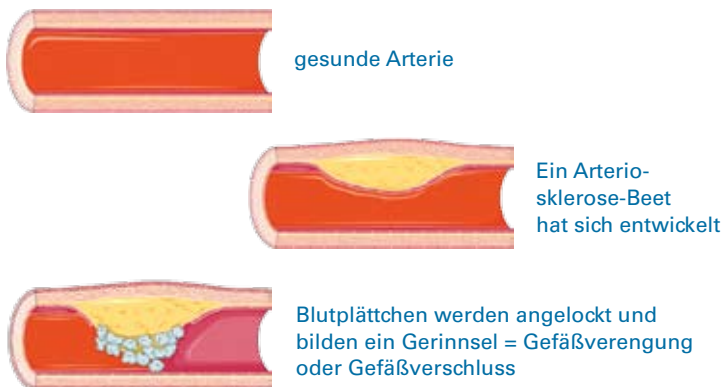 gesunde Arterie
Ein Arterio-
sklerose-Beet
hat sich entwickelt
Blutplättchen werden angelockt und
bilden ein Gerinnsel = Gefäßverengung
oder Gefäßverschluss